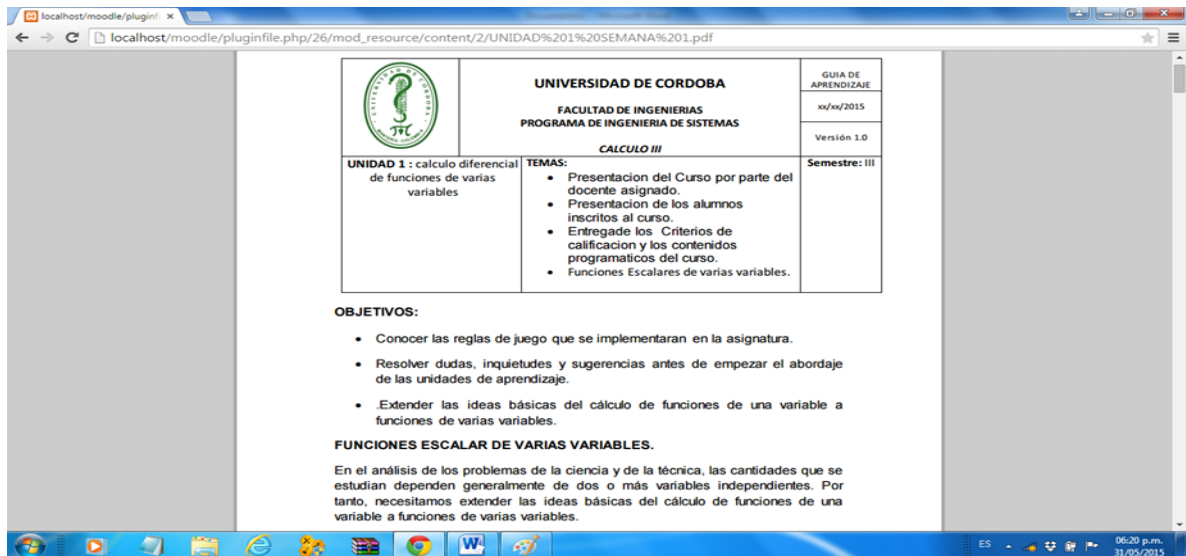 localhost/moodle/pluginf
localhost/moodle/pluginfile.php/26/mod_resource/content/2/UNIDAD%201%20SEMANA%201.pdf
UNIVERSIDAD DE CORDOBA
FACULTAD DE INGENIERIAS
PROGRAMA DE INGENIERIA DE SISTEMAS
CALCULO III
GUIA DE
APRENDIZAJE
xx/xx/2015
Versión 1.0
UNIDAD 1 : calculo diferencial
de funciones de varias
variables
TEMAS:
• Presentacion del Curso por parte del
docente asignado.
• Presentacion de los alumnos
inscritos al curso.
• Entregade los Criterios de
calificacion y los contenidos
programaticos del curso.
• Funciones Escalares de varias variables.
Semestre: III
OBJETIVOS:
• Conocer las reglas de juego que se implementaran en la asignatura.
• Resolver dudas, inquietudes y sugerencias antes de empezar el abordaje
de las unidades de aprendizaje.
• .Extender las ideas básicas del cálculo de funciones de una variable a
funciones de varias variables.
FUNCIONES ESCALAR DE VARIAS VARIABLES.
En el análisis de los problemas de la ciencia y de la técnica, las cantidades que se
estudian dependen generalmente de dos o más variables independientes. Por
tanto, necesitamos extender las ideas básicas del cálculo de funciones de una
variable a funciones de varias variables.
ES
06:20 p.m.
31/05/2015